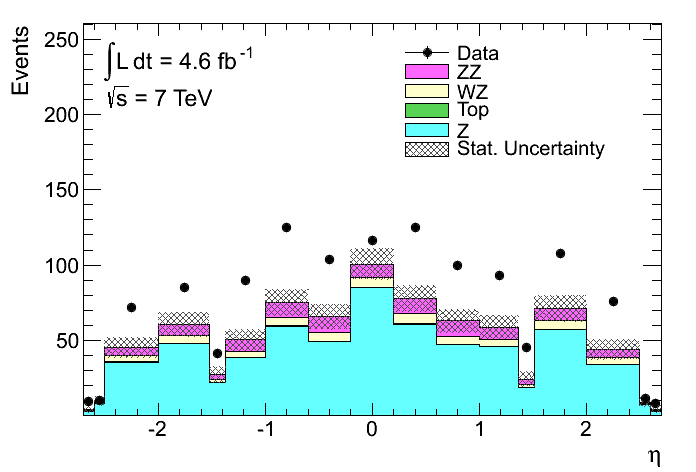 Events
250
200
150
100
50
∫L dt = 4.6 fb⁻¹
√s = 7 TeV
Data
ZZ
WZ
Top
Z
Stat. Uncertainty
-2 -1 0 1 2
η